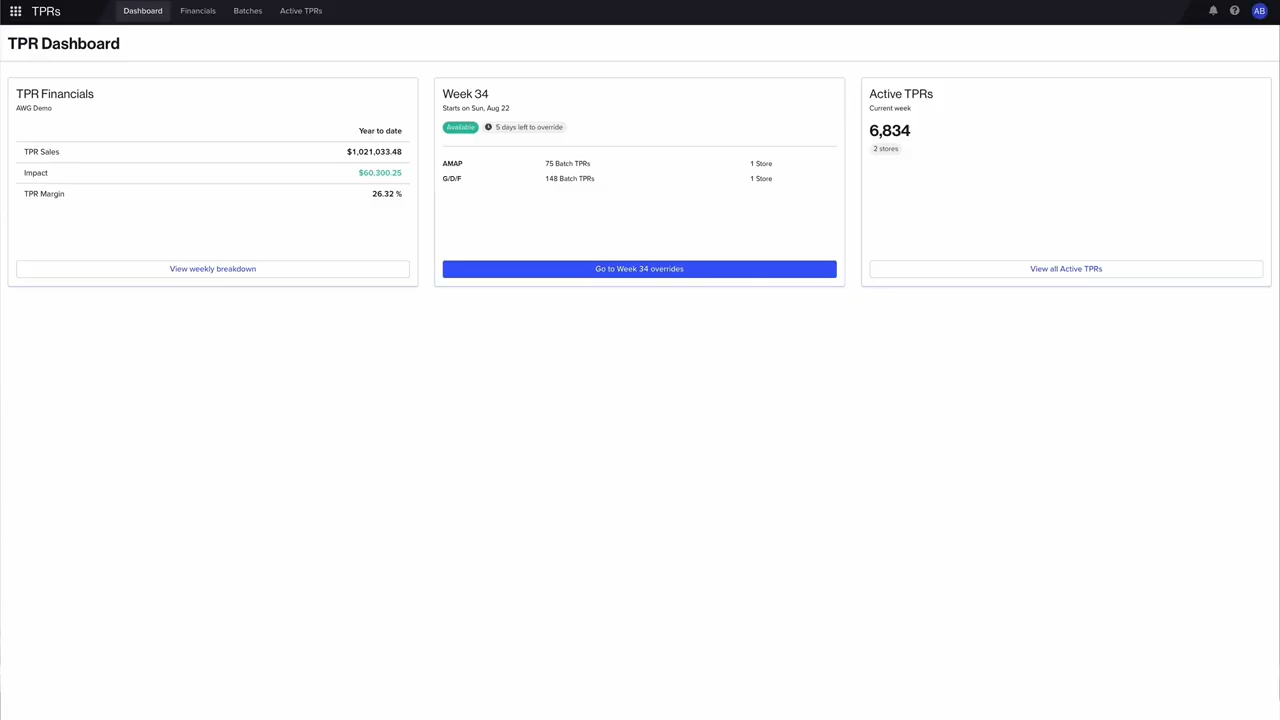 TPRs Dashboard Financials Batches Active TPRs AB
TPR Dashboard
TPR Financials
AWG Demo
Year to date
TPR Sales $1,021,033.48
Impact $60,300.25
TPR Margin 26.32 %
View weekly breakdown
Week 34
Starts on Sun, Aug 22
Available 5 days left to override
AMAP 75 Batch TPRs 1 Store
G/D/F 148 Batch TPRs 1 Store
Go to Week 34 overrides
Active TPRs
Current week
6,834
2 stores
View all Active TPRs